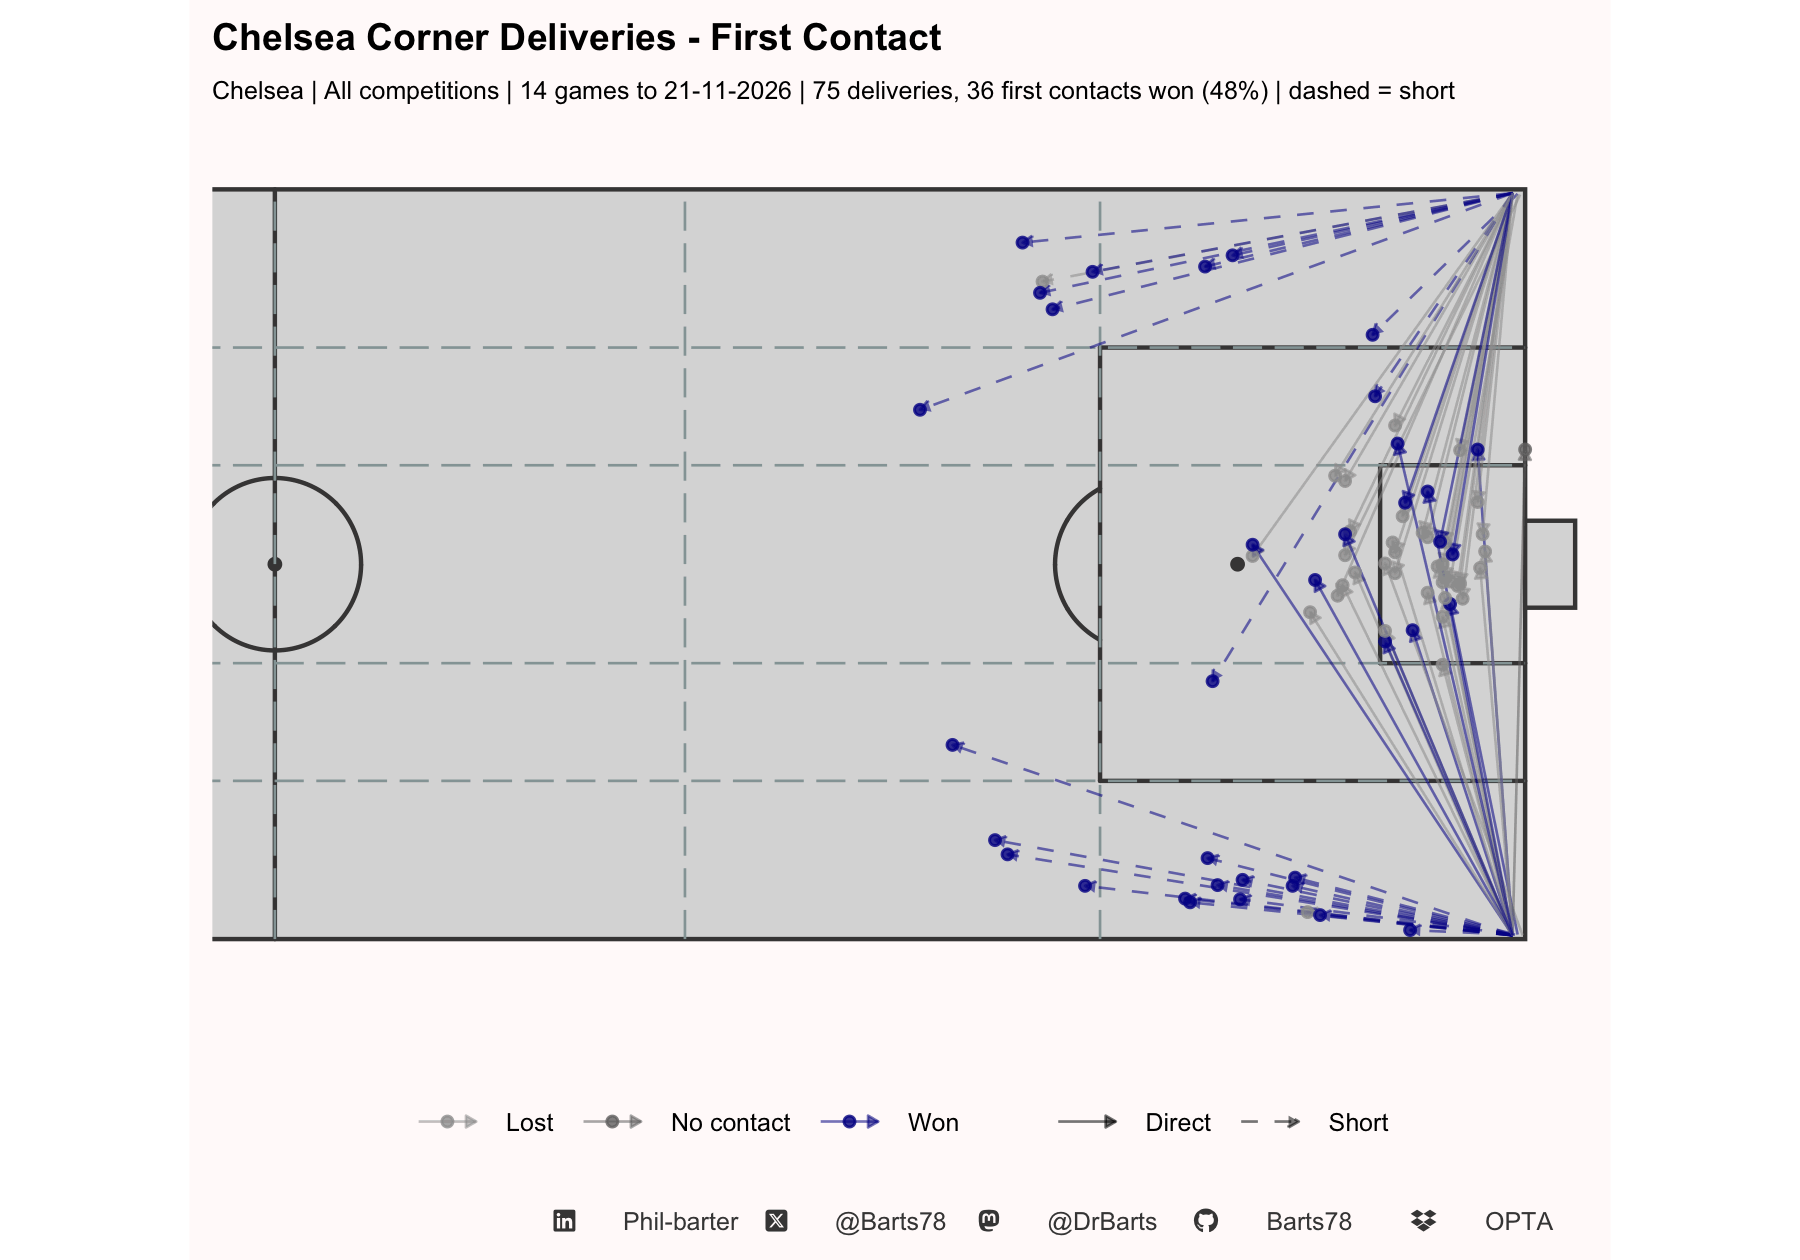 Chelsea Corner Deliveries - First Contact
Chelsea | All competitions | 14 games to 21-11-2026 | 75 deliveries, 36 first contacts won (48%) | dashed = short
Lost No contact Won Direct Short
Phil-barter @Barts78 @DrBarts Barts78 OPTA